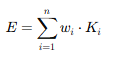 $E = \sum_{i=1}^{n} w_i \cdot K_i$